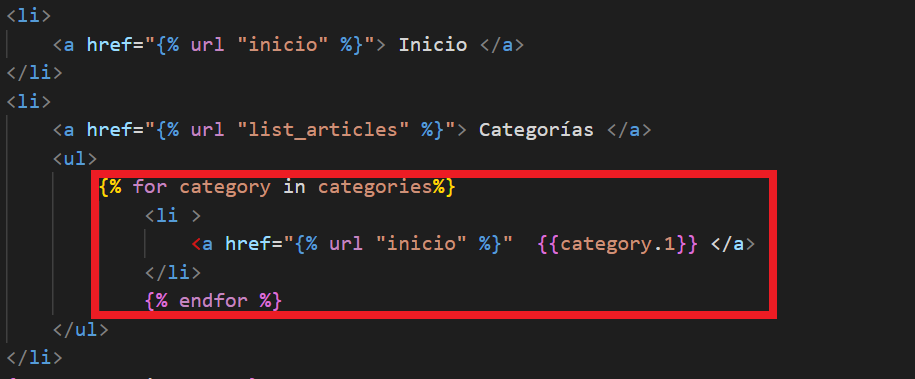 <li>
<a href="{% url "inicio" %}"> Inicio </a>
</li>
<li>
<a href="{% url "list_articles" %}"> Categorías </a>
<ul>
{% for category in categories%}
<li >
<a href="{% url "inicio" %}"  {{category.1}} </a>
</li>
{% endfor %}
</ul>
</li>